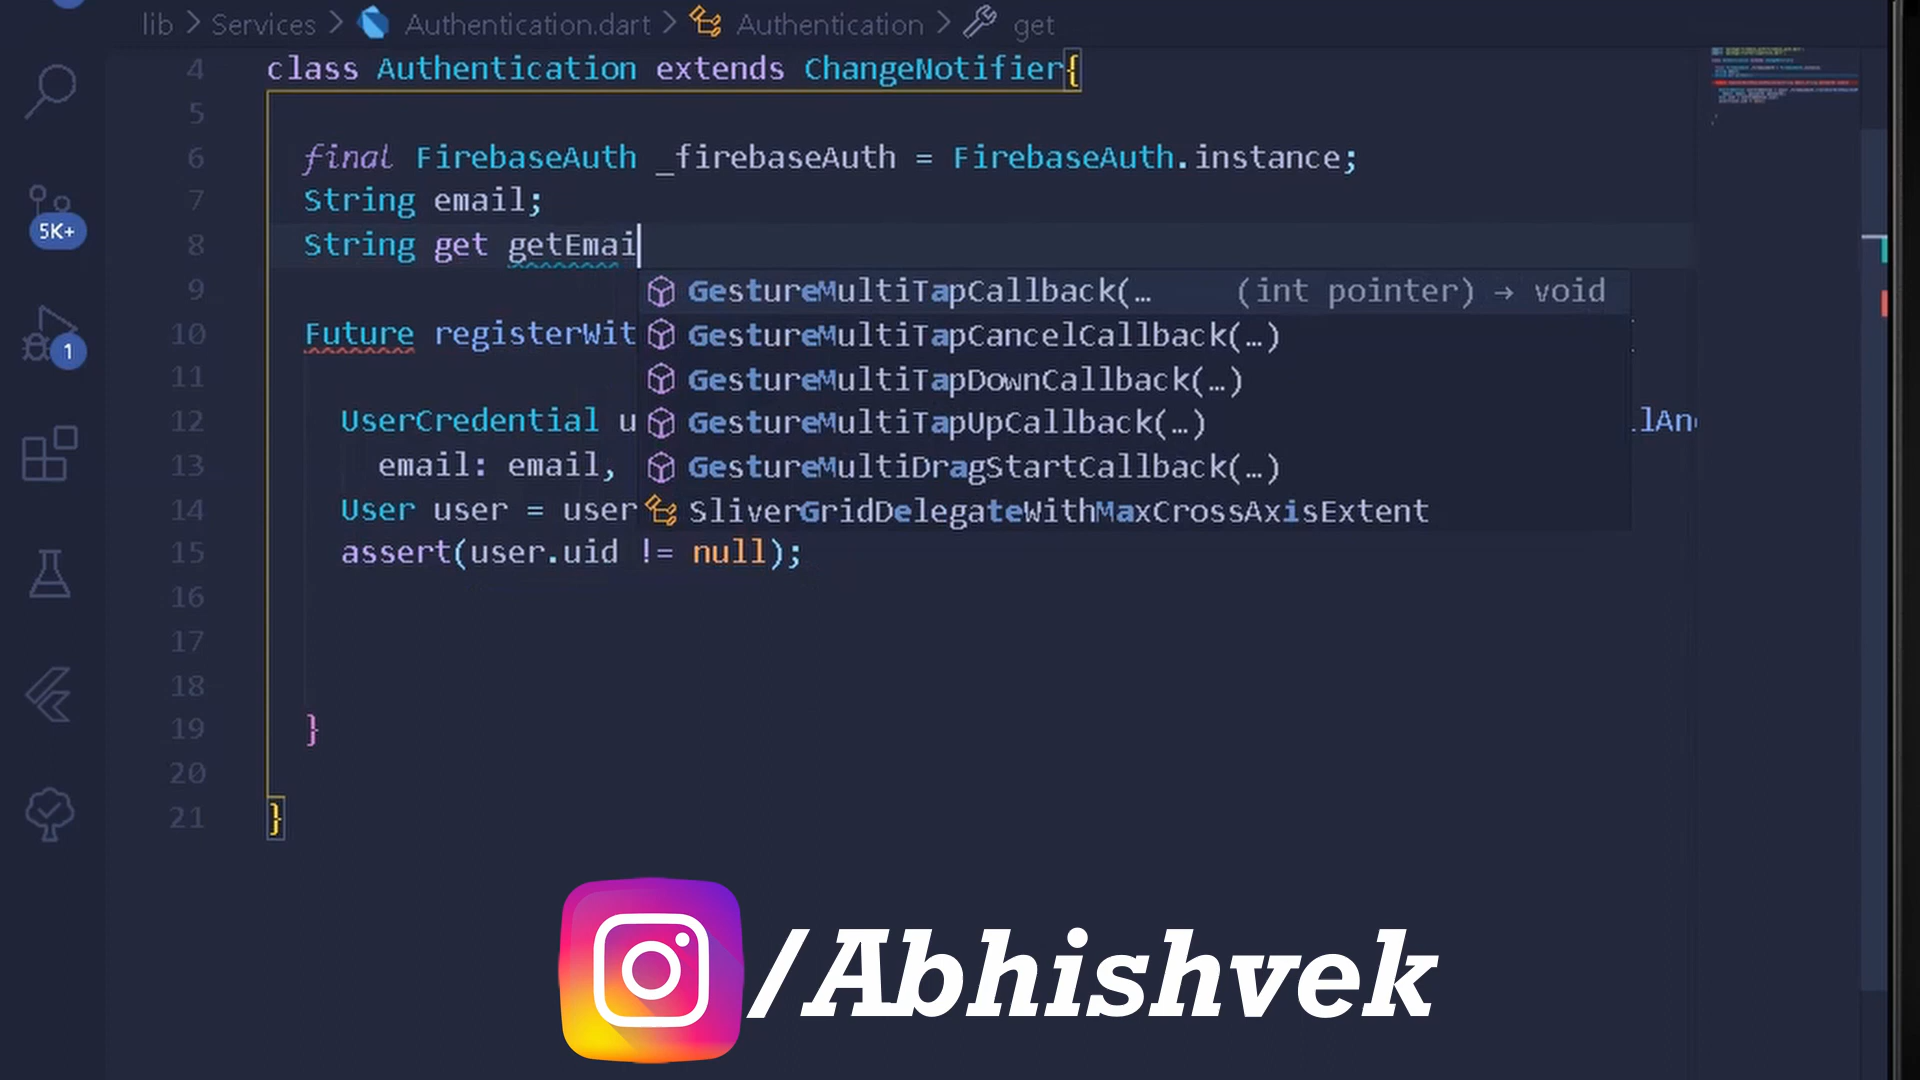 lib > Services > Authentication.dart > Authentication > get
4 class Authentication extends ChangeNotifier{
5
6 final FirebaseAuth _firebaseAuth = FirebaseAuth.instance;
7 String email;
8 String get getEmai
9 GestureMultiTapCallback(… (int pointer) → void
10 Future registerWit GestureMultiTapCancelCallback(…)
11 GestureMultiTapDownCallback(…)
12 UserCredential u GestureMultiTapUpCallback(…) lAn
13 email: email, GestureMultiDragStartCallback(…)
14 User user = user SliverGridDelegateWithMaxCrossAxisExtent
15 assert(user.uid != null);
16
17
18
19 }
20
21 }
5K+
1
/Abhishvek